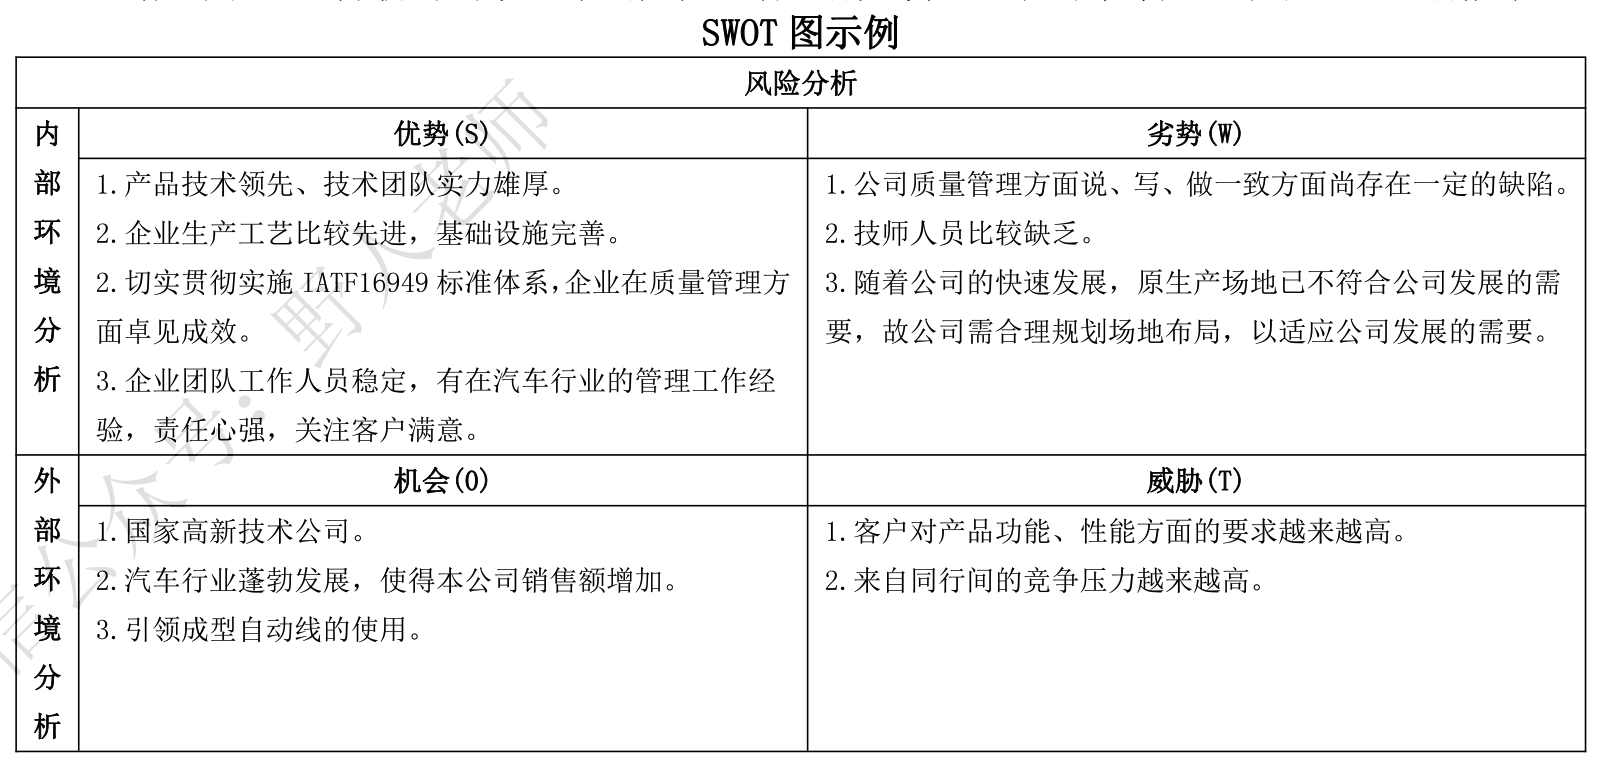 SWOT 图示例
风险分析
内部环境分析
优势(S)
劣势(W)
1.产品技术领先、技术团队实力雄厚。
2.企业生产工艺比较先进，基础设施完善。
2.切实贯彻实施 IATF16949 标准体系,企业在质量管理方
面卓见成效。
3.企业团队工作人员稳定，有在汽车行业的管理工作经
验，责任心强，关注客户满意。
1.公司质量管理方面说、写、做一致方面尚存在一定的缺陷。
2.技师人员比较缺乏。
3.随着公司的快速发展，原生产场地已不符合公司发展的需
要，故公司需合理规划场地布局，以适应公司发展的需要。
外部环境分析
机会(O)
威胁(T)
1.国家高新技术公司。
2.汽车行业蓬勃发展，使得本公司销售额增加。
3.引领成型自动线的使用。
1.客户对产品功能、性能方面的要求越来越高。
2.来自同行间的竞争压力越来越高。
信公众号：野人老师